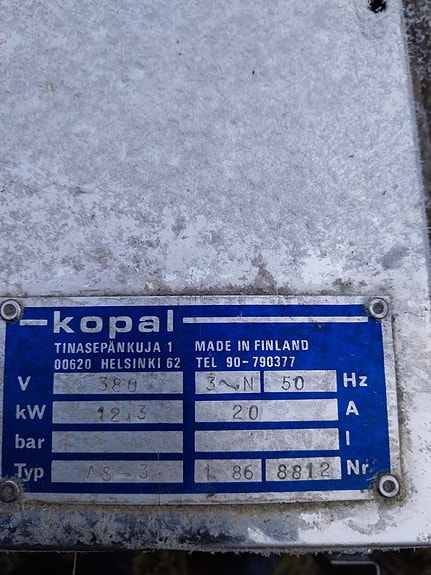 kopal
TINASEPÄNKUJA 1 MADE IN FINLAND
00620 HELSINKI 62 TEL 90-790377
V 380 3~N 50 Hz
kW 12.3 20 A
bar l
Typ AS-3- 1 86 8812 Nr